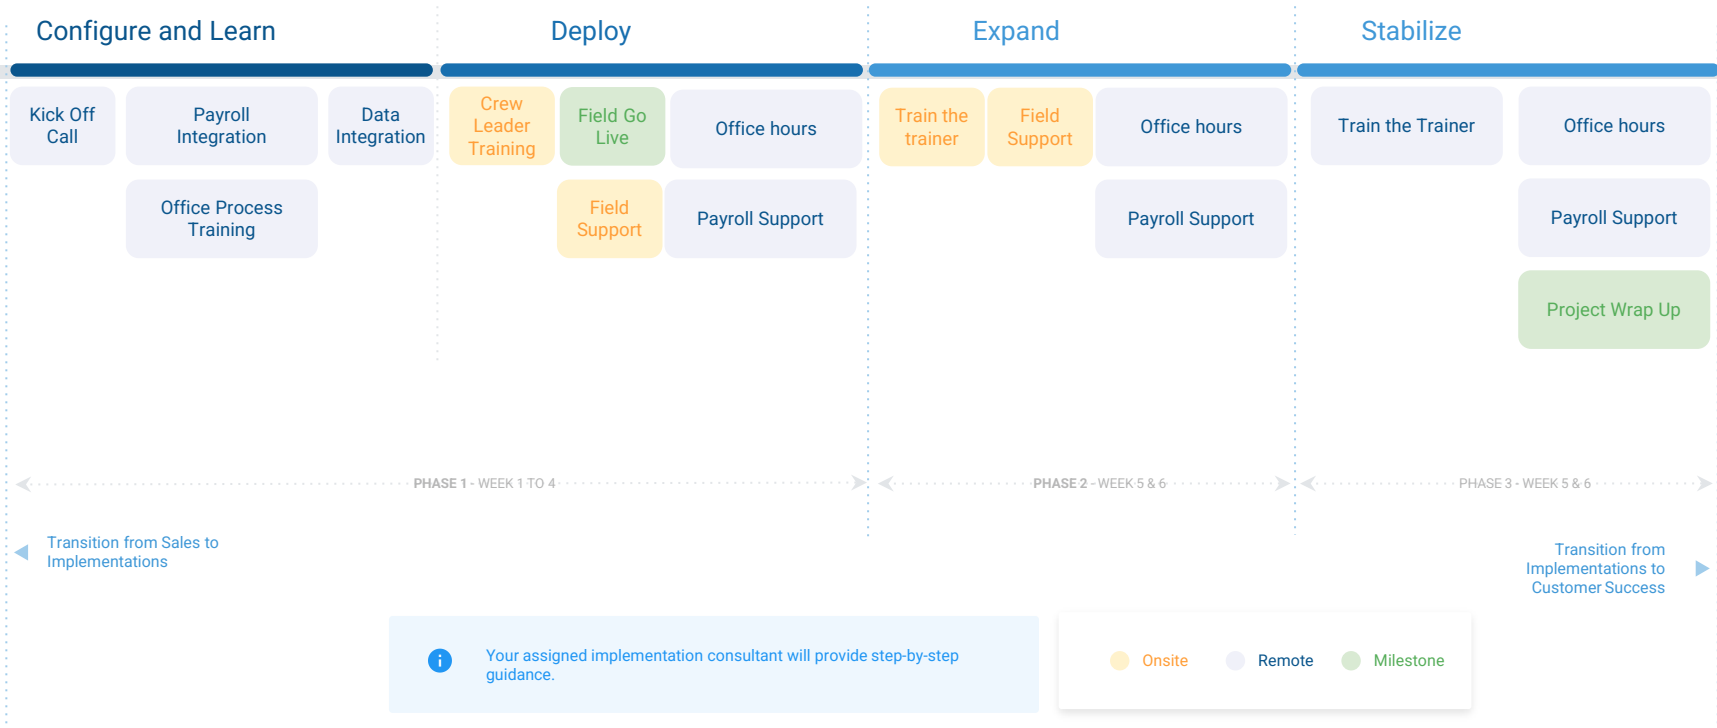 Configure and Learn
Deploy
Expand
Stabilize
Kick Off
Call
Payroll
Integration
Data
Integration
Crew
Leader
Training
Field Go
Live
Office hours
Train the
trainer
Field
Support
Office hours
Train the Trainer
Office hours
Office Process
Training
Field
Support
Payroll Support
Payroll Support
Payroll Support
Project Wrap Up
PHASE 1 - WEEK 1 TO 4
PHASE 2 - WEEK 5 & 6
PHASE 3 - WEEK 5 & 6
Transition from Sales to
Implementations
Transition from
Implementations to
Customer Success
Your assigned implementation consultant will provide step-by-step
guidance.
Onsite
Remote
Milestone